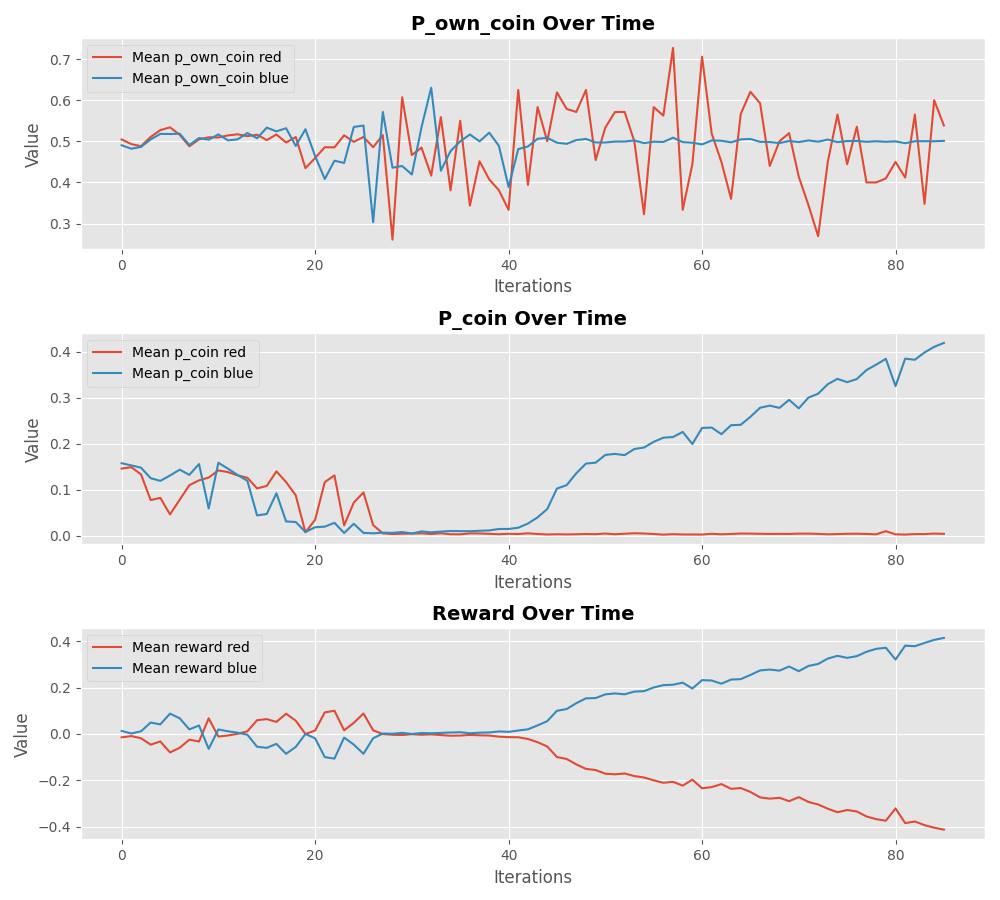 P_own_coin Over Time
Mean p_own_coin red
Mean p_own_coin blue
Value
0.7
0.6
0.5
0.4
0.3
0 20 40 60 80
Iterations
P_coin Over Time
Mean p_coin red
Mean p_coin blue
Value
0.4
0.3
0.2
0.1
0.0
0 20 40 60 80
Iterations
Reward Over Time
Mean reward red
Mean reward blue
Value
0.4
0.2
0.0
−0.2
−0.4
0 20 40 60 80
Iterations